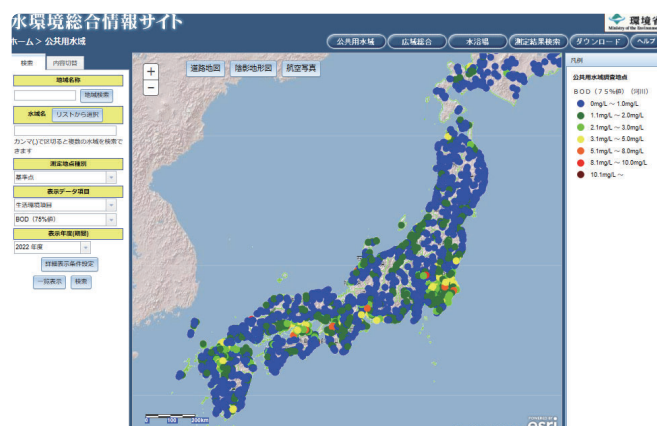 水環境総合情報サイト
環境省
Ministry of the Environment
ホーム > 公共用水域
公共用水域
広域総合
水浴場
測定結果検索
ダウンロード
ヘルプ
検索
内容切替
地域名称
地域検索
水域名
リストから選択
カンマ(,)で区切ると複数の水域を検索で
きます
測定地点種別
基準点
表示データ項目
生活環境項目
BOD (75%値)
表示年度(期間)
2022 年度
詳細表示条件設定
一覧表示
検索
+
−
道路地図
陰影地形図
航空写真
0 100 200km
POWERED BY
esri
凡例
公共用水域調査地点
BOD (75%値) (河川)
0mg/L ~ 1.0mg/L
1.1mg/L ~ 2.0mg/L
2.1mg/L ~ 3.0mg/L
3.1mg/L ~ 5.0mg/L
5.1mg/L ~ 8.0mg/L
8.1mg/L ~ 10.0mg/L
10.1mg/L ~